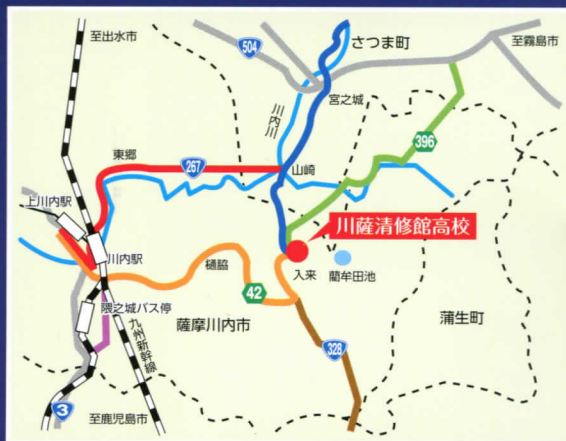 至出水市
504
さつま町
至霧島市
宮之城
川内川
396
東郷
267
山崎
上川内駅
川薩清修館高校
川内駅
入来
藺牟田池
樋脇
42
隈之城バス停
薩摩川内市
蒲生町
九州新幹線
328
3
至鹿児島市